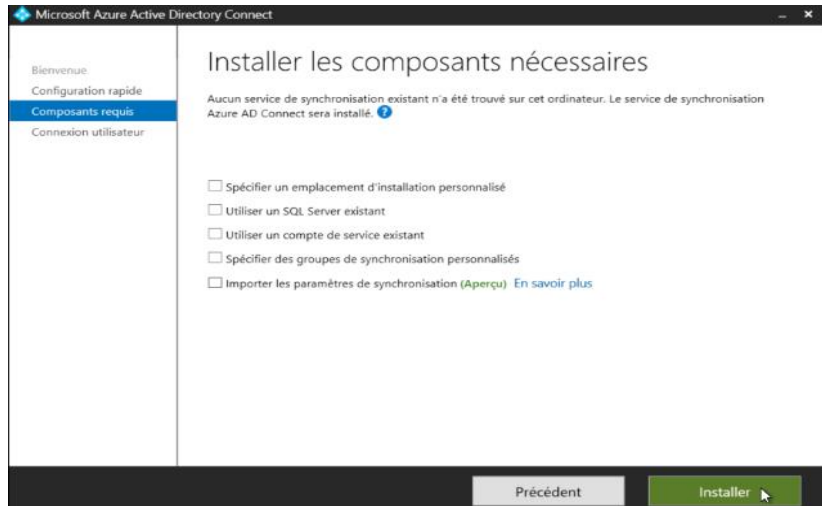 Microsoft Azure Active Directory Connect
Bienvenue
Configuration rapide
Composants requis
Connexion utilisateur
Installer les composants nécessaires
Aucun service de synchronisation existant n'a été trouvé sur cet ordinateur. Le service de synchronisation
Azure AD Connect sera installé. ?
Spécifier un emplacement d'installation personnalisé
Utiliser un SQL Server existant
Utiliser un compte de service existant
Spécifier des groupes de synchronisation personnalisés
Importer les paramètres de synchronisation (Aperçu) En savoir plus
Précédent
Installer